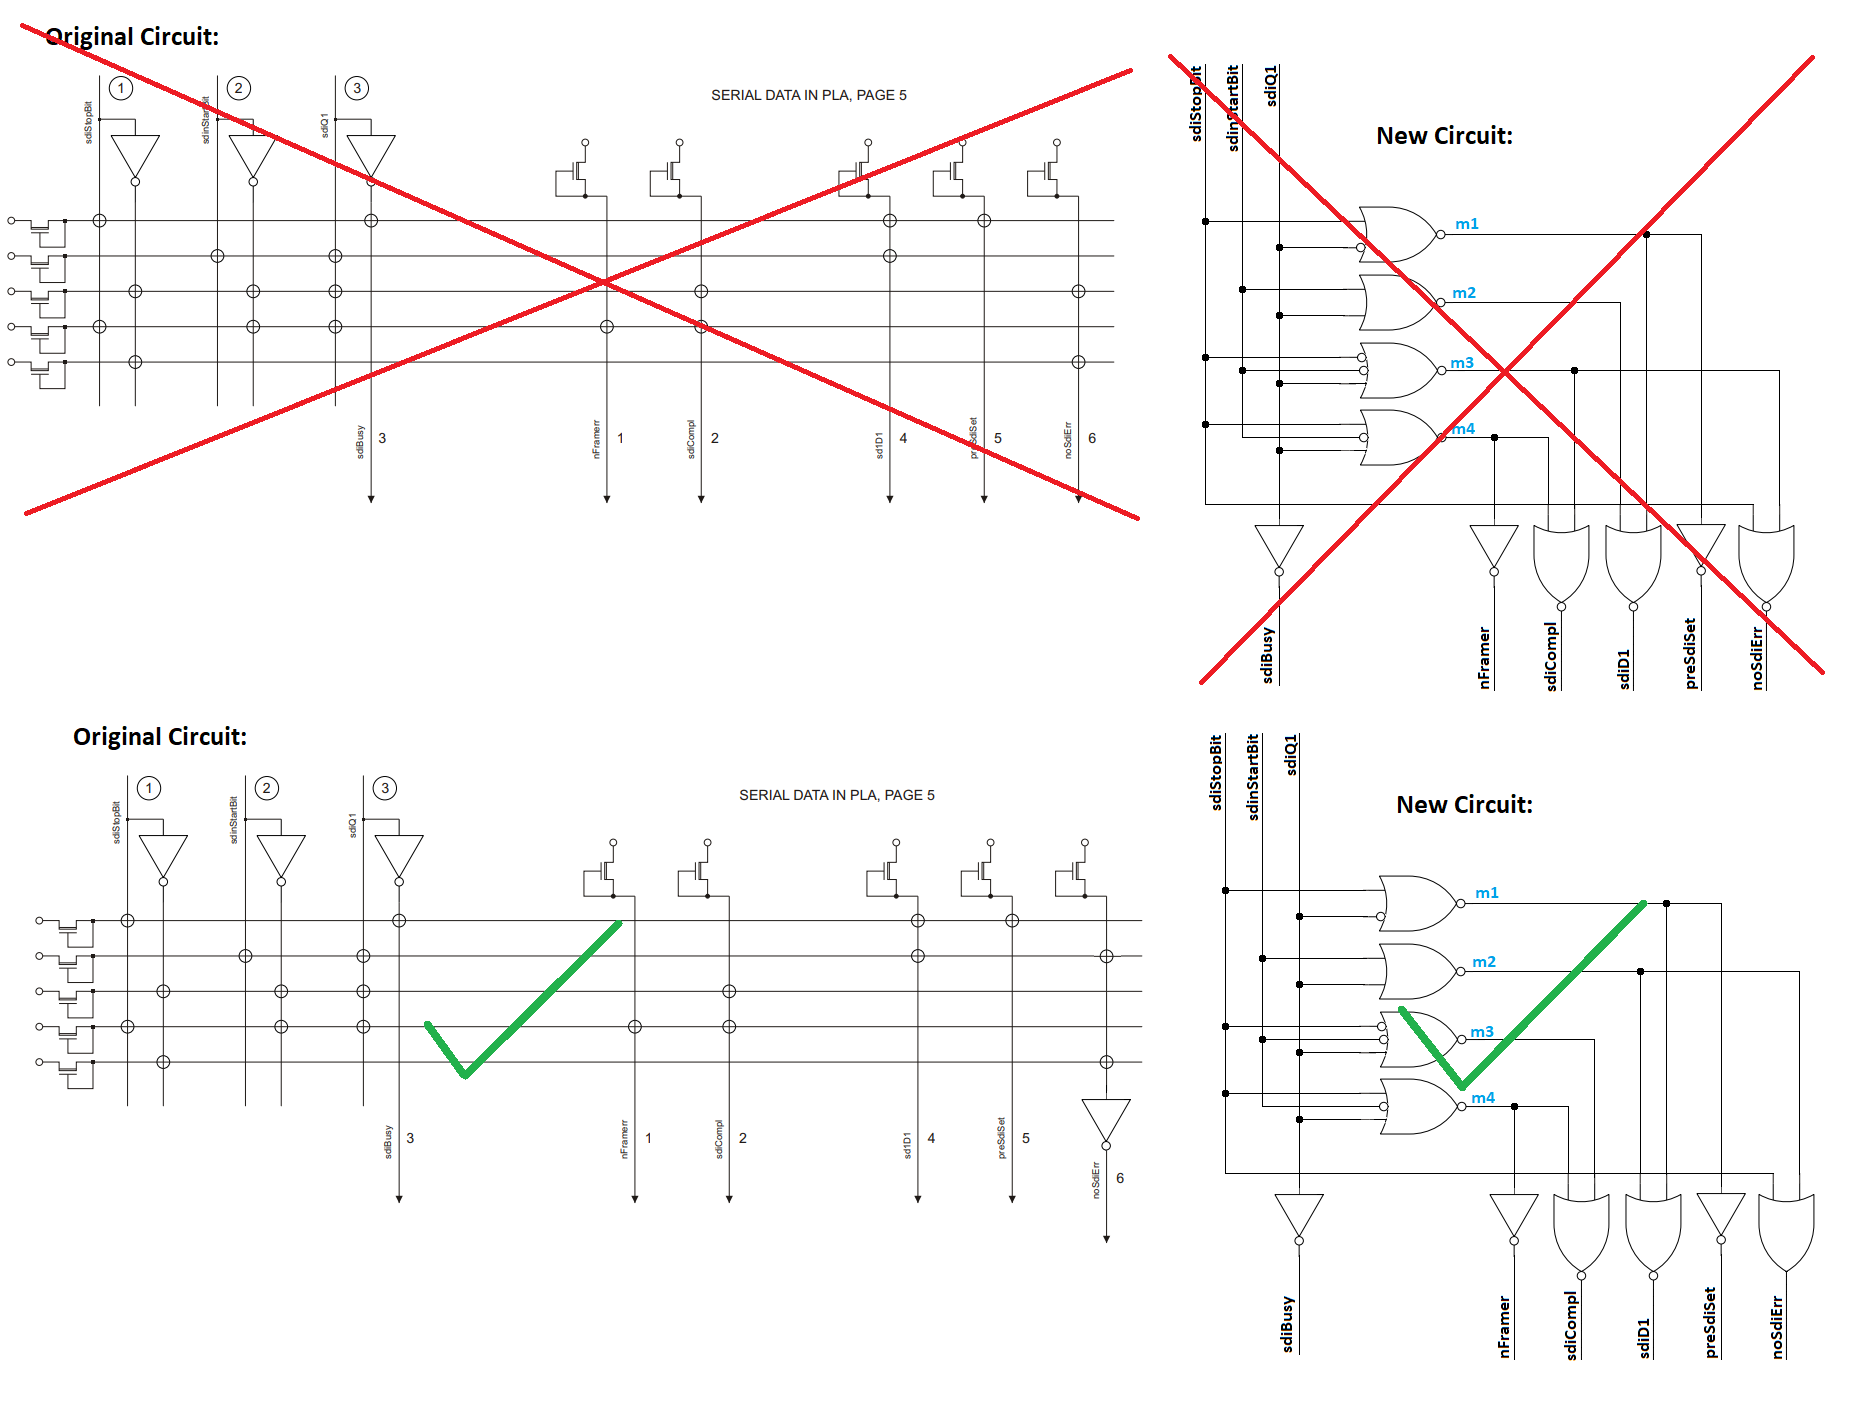 Original Circuit:
1
2
3
sdiStopBit
sdinStartBit
sdiQ1
SERIAL DATA IN PLA, PAGE 5
sdiBusy
3
nFramerr
1
sdiCompl
2
sd1D1
4
preSdiSet
5
noSdiErr
6
sdiStopBit
sdinStartBit
sdiQ1
New Circuit:
m1
m2
m3
m4
sdiBusy
nFramer
sdiCompl
sdiD1
preSdiSet
noSdiErr
Original Circuit:
1
2
3
sdiStopBit
sdinStartBit
sdiQ1
SERIAL DATA IN PLA, PAGE 5
sdiBusy
3
nFramerr
1
sdiCompl
2
sd1D1
4
preSdiSet
5
noSdiErr
6
sdiStopBit
sdinStartBit
sdiQ1
New Circuit:
m1
m2
m3
m4
sdiBusy
nFramer
sdiCompl
sdiD1
preSdiSet
noSdiErr